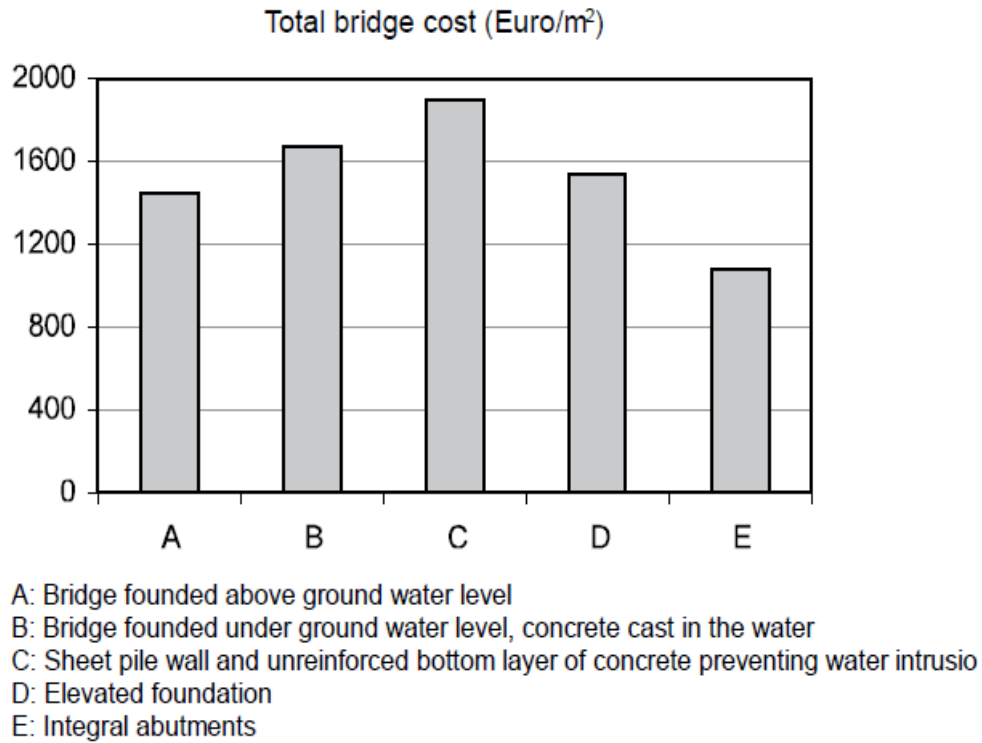 Total bridge cost (Euro/m²)
2000
1600
1200
800
400
0
A B C D E
A: Bridge founded above ground water level
B: Bridge founded under ground water level, concrete cast in the water
C: Sheet pile wall and unreinforced bottom layer of concrete preventing water intrusio
D: Elevated foundation
E: Integral abutments